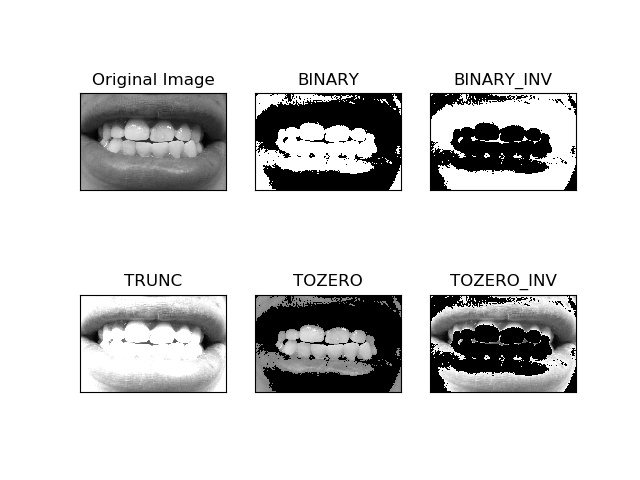 Original Image
BINARY
BINARY_INV
TRUNC
TOZERO
TOZERO_INV